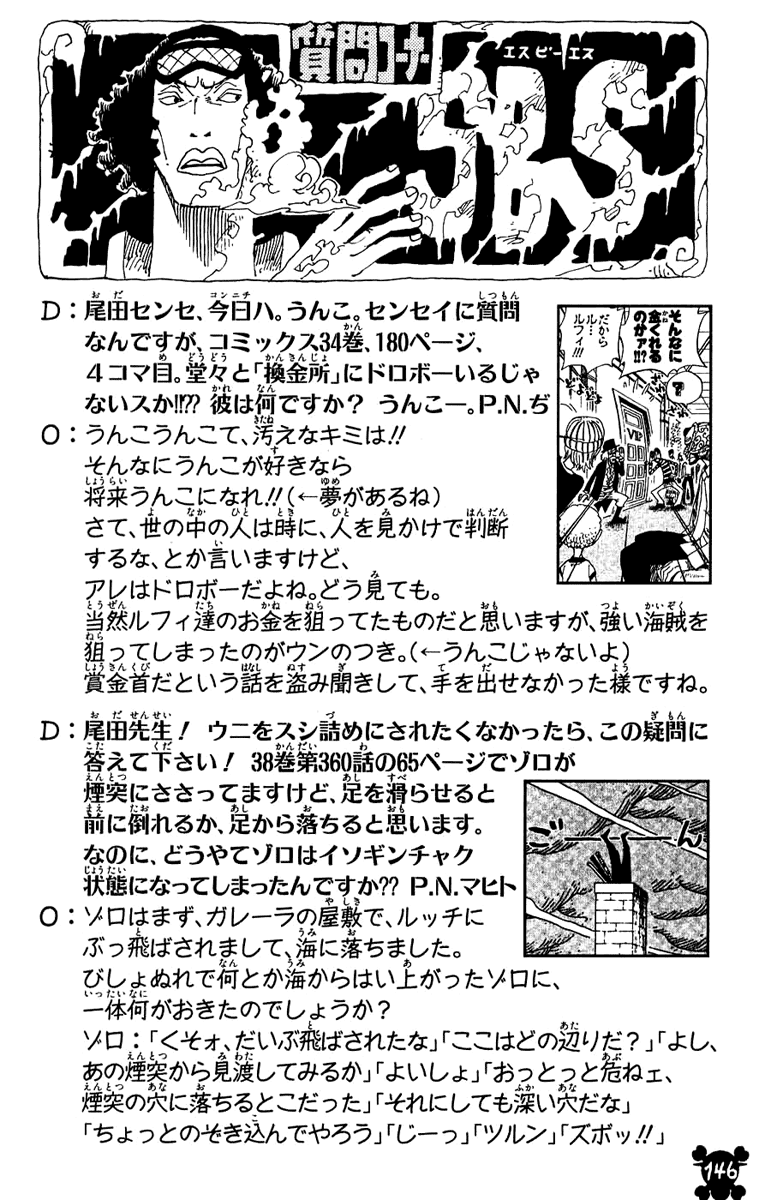 質問コーナー
エスピーエス
SBS
D：尾田センセ、今日ハ。うんこ。センセイに質問
なんですが、コミックス34巻、180ページ、
４コマ目。堂々と「換金所」にドロボーいるじゃ
ないスか!!?? 彼は何ですか？ うんこー。P.N.ぢ
O：うんこうんこて、汚えなキミは!!
そんなにうんこが好きなら
将来うんこになれ!!(←夢があるね)
さて、世の中の人は時に、人を見かけで判断
するな、とか言いますけど、
アレはドロボーだよね。どう見ても。
当然ルフィ達のお金を狙ってたものだと思いますが、強い海賊を
狙ってしまったのがウンのつき。(←うんこじゃないよ)
賞金首だという話を盗み聞きして、手を出せなかった様ですね。
そんなに
金くれる
のさァ!!?
だから
ル…
ルフィ!!
?
VIP
D：尾田先生！ ウニをスシ詰めにされたくなかったら、この疑問に
答えて下さい！ 38巻第360話の65ページでゾロが
煙突にささってますけど、足を滑らせると
前に倒れるか、足から落ちると思います。
なのに、どうやてゾロはイソギンチャク
状態になってしまったんですか?? P.N.マヒト
O：ゾロはまず、ガレーラの屋敷で、ルッチに
ぶっ飛ばされまして、海に落ちました。
びしょぬれで何とか海からはい上がったゾロに、
一体何がおきたのでしょうか？
ゾロ：「くそォ、だいぶ飛ばされたな」「ここはどの辺りだ？」「よし、
あの煙突から見渡してみるか」「よいしょ」「おっとっと危ねェ、
煙突の穴に落ちるとこだった」「それにしても深い穴だな」
「ちょっとのぞき込んでやろう」「じーっ」「ツルン」「ズボッ!!」
146